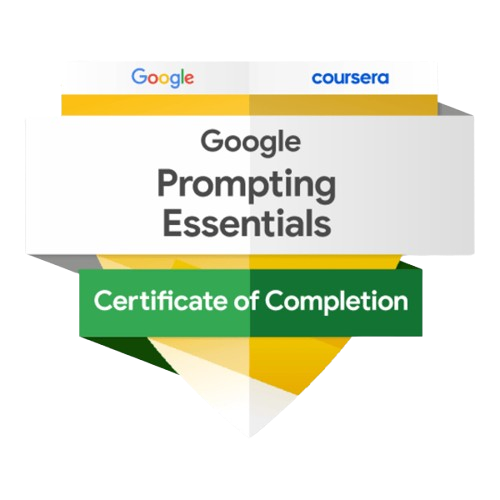 Google coursera
Google
Prompting
Essentials
Certificate of Completion